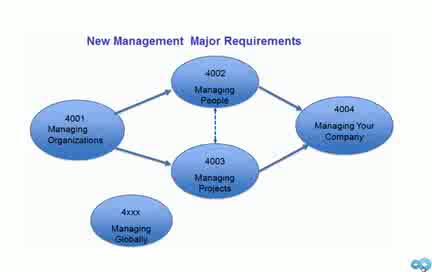 New Management Major Requirements
4002
Managing
People
4001
Managing
Organizations
4004
Managing Your
Company
4003
Managing
Projects
4xxx
Managing
Globally